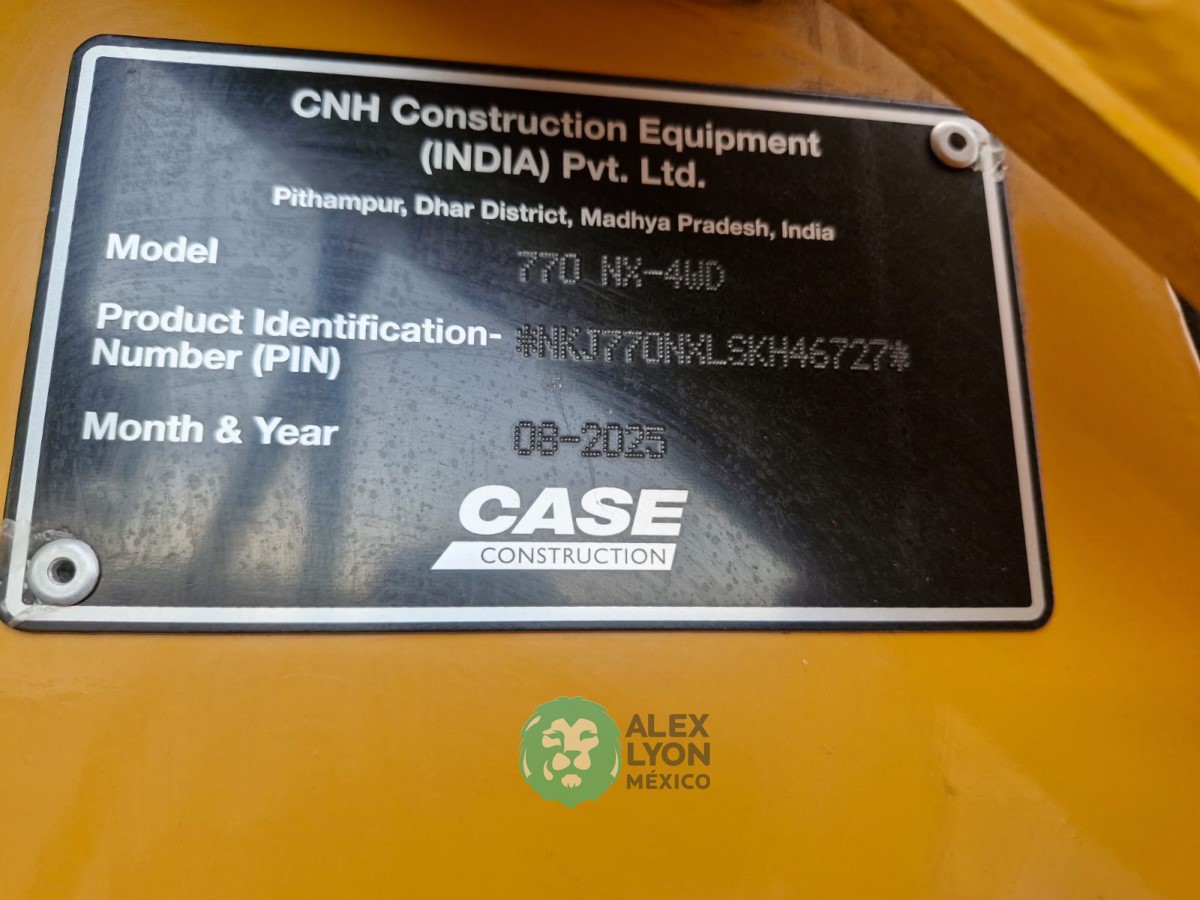 CNH Construction Equipment
(INDIA) Pvt. Ltd.
Pithampur, Dhar District, Madhya Pradesh, India
Model 770 NX-4WD
Product Identification-
Number (PIN) *NKJ770NXLSKH46727*
Month & Year 08-2025
CASE
CONSTRUCTION
ALEX
LYON
MÉXICO